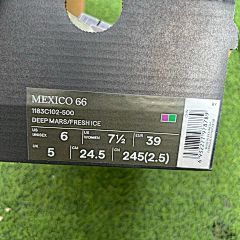 MEXICO 66
1183C102-500
DEEP MARS/FRESH ICE
US UNISEX 6 US WOMEN 7½ EUR 39
UK 5 CM 24.5 CM 245(2.5)